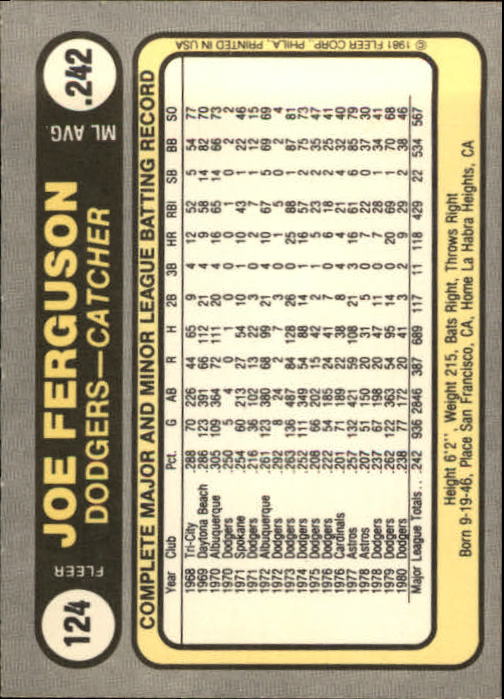 124
FLEER
JOE FERGUSON
DODGERS—CATCHER
ML AVG.
.242
COMPLETE MAJOR AND MINOR LEAGUE BATTING RECORD
Year Club Pct. G AB R H 2B 3B HR RBI SB BB SO
1968 Tri-City .288 70 226 44 65 9 4 12 52 5 54 77
1969 Daytona Beach .286 123 391 66 112 21 4 9 58 14 82 70
1970 Albuquerque .305 109 364 72 111 20 4 16 65 14 66 73
1970 Dodgers .250 5 4 0 1 0 0 0 1 0 2 2
1971 Spokane .254 60 213 27 54 10 3 10 43 1 22 46
1971 Dodgers .216 36 102 13 22 3 0 2 7 1 12 15
1972 Albuquerque .261 123 380 68 99 21 1 10 67 5 69 69
1972 Dodgers .292 8 24 2 7 3 0 1 5 0 2 4
1973 Dodgers .263 136 487 84 128 26 0 25 88 1 87 81
1974 Dodgers .252 111 349 54 88 14 1 16 57 2 75 73
1975 Dodgers .208 66 202 15 42 2 1 5 23 2 35 47
1976 Dodgers .222 54 185 24 41 7 0 6 18 2 25 41
1976 Cardinals .201 71 189 22 38 8 4 4 21 4 32 40
1977 Astros .257 132 421 59 108 21 3 16 61 6 85 79
1978 Astros .207 51 150 20 31 5 0 7 22 0 37 30
1978 Dodgers .237 67 198 20 47 11 0 7 28 1 34 41
1979 Dodgers .262 122 363 54 95 14 0 20 69 1 70 68
1980 Dodgers .238 77 172 20 41 3 2 9 29 2 38 46
Major League Totals... .242 936 2846 387 689 117 11 118 429 22 534 567
Height 6'2", Weight 215, Bats Right, Throws Right
Born 9-19-46, Place San Francisco, CA, Home La Habra Heights, CA
© 1981 FLEER CORP., PHILA., PRINTED IN USA